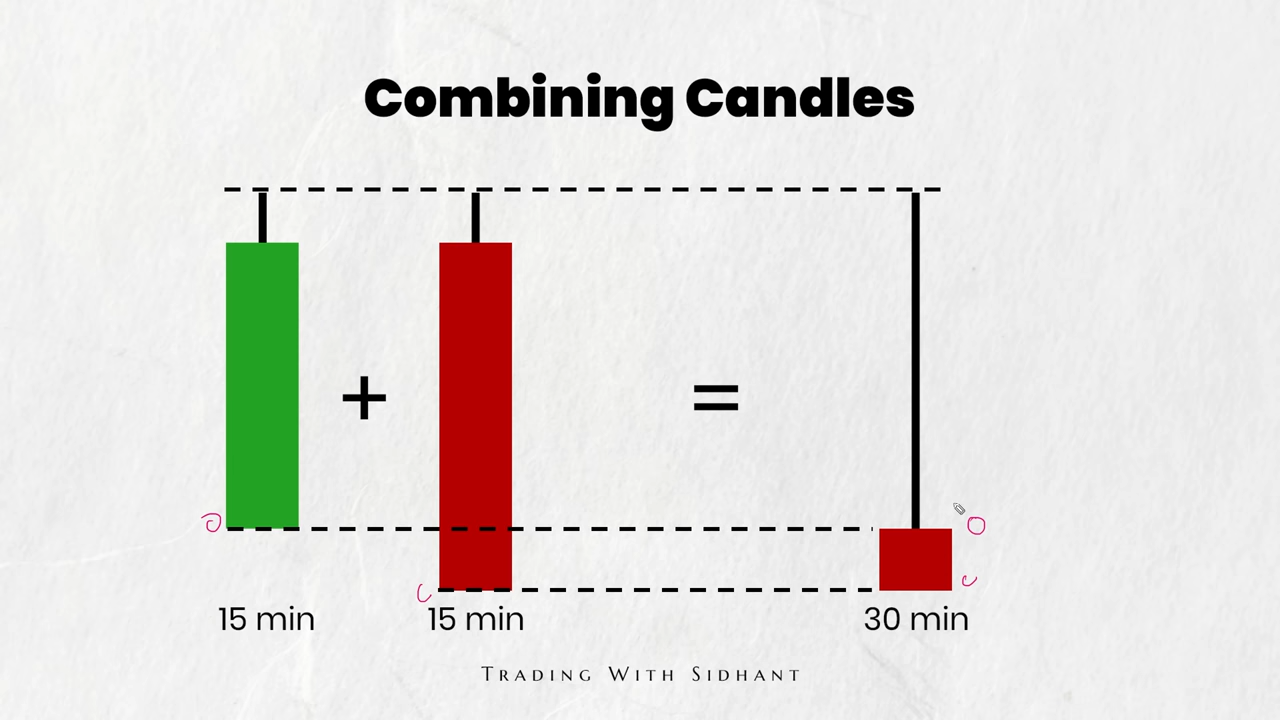 Combining Candles
+
=
O
O
C
C
15 min
15 min
30 min
Trading With Sidhant